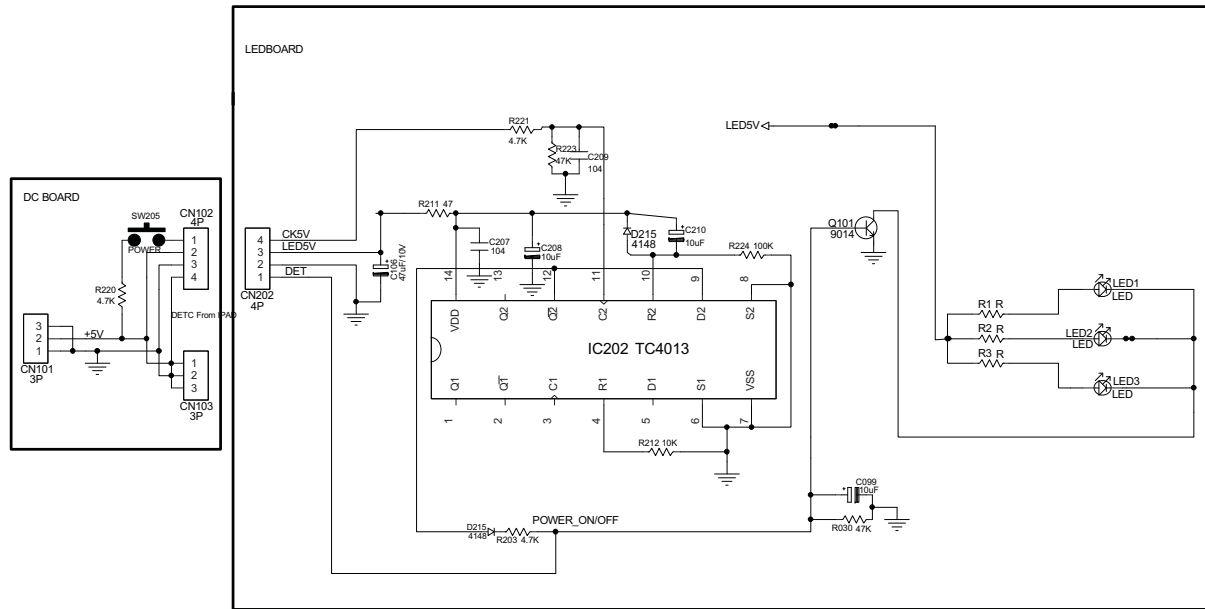 LEDBOARD
DC BOARD
SW205
POWER
CN102
4P
1
2
3
4
R220
4.7K
DETC From IPAD
+5V
3
2
1
CN101
3P
1
2
3
CN103
3P
4
3
2
1
CN202
4P
CK5V
LED5V
DET
R221
4.7K
R223
47K
C209
104
R211 47
C106
47uF/10V
C207
104
C208
10uF
D215
4148
C210
10uF
R224 100K
14 13 12 11 10 9 8
VDD Q2 Q2 C2 R2 D2 S2
IC202 TC4013
Q1 Q1 C1 R1 D1 S1 VSS
1 2 3 4 5 6 7
R212 10K
D215
4148
R203 4.7K
POWER_ON/OFF
LED5V
Q101
9014
C099
10uF
R030 47K
R1 R
R2 R
R3 R
LED1
LED
LED2
LED
LED3
LED